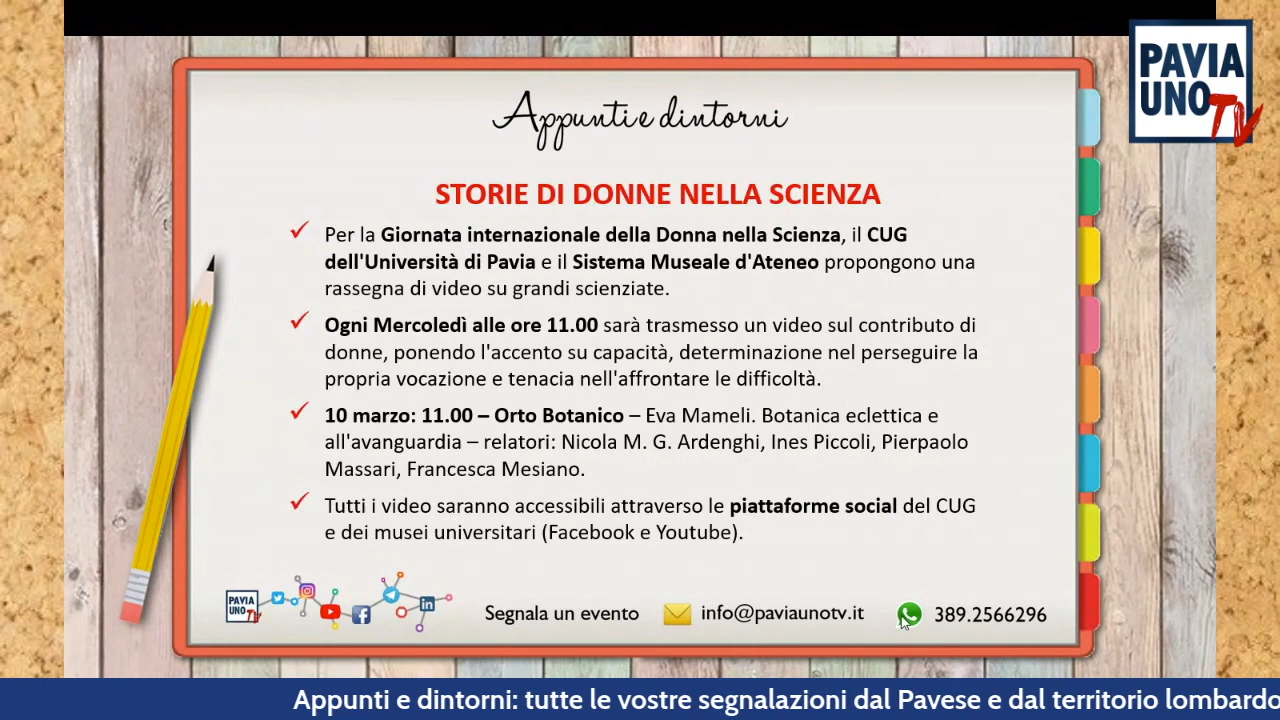 PAVIA
UNO TV
Appunti e dintorni
STORIE DI DONNE NELLA SCIENZA
Per la Giornata internazionale della Donna nella Scienza, il CUG
dell'Università di Pavia e il Sistema Museale d'Ateneo propongono una
rassegna di video su grandi scienziate.
Ogni Mercoledì alle ore 11.00 sarà trasmesso un video sul contributo di
donne, ponendo l'accento su capacità, determinazione nel perseguire la
propria vocazione e tenacia nell'affrontare le difficoltà.
10 marzo: 11.00 – Orto Botanico – Eva Mameli. Botanica eclettica e
all'avanguardia – relatori: Nicola M. G. Ardenghi, Ines Piccoli, Pierpaolo
Massari, Francesca Mesiano.
Tutti i video saranno accessibili attraverso le piattaforme social del CUG
e dei musei universitari (Facebook e Youtube).
PAVIA
UNO TV
Segnala un evento info@paviaunotv.it 389.2566296
Appunti e dintorni: tutte le vostre segnalazioni dal Pavese e dal territorio lombardo